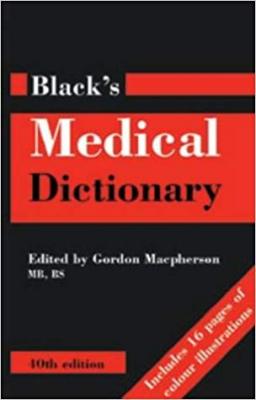 Black's
Medical
Dictionary
Edited by Gordon Macpherson
MB, BS
40th edition
Includes 16 pages of
colour illustrations